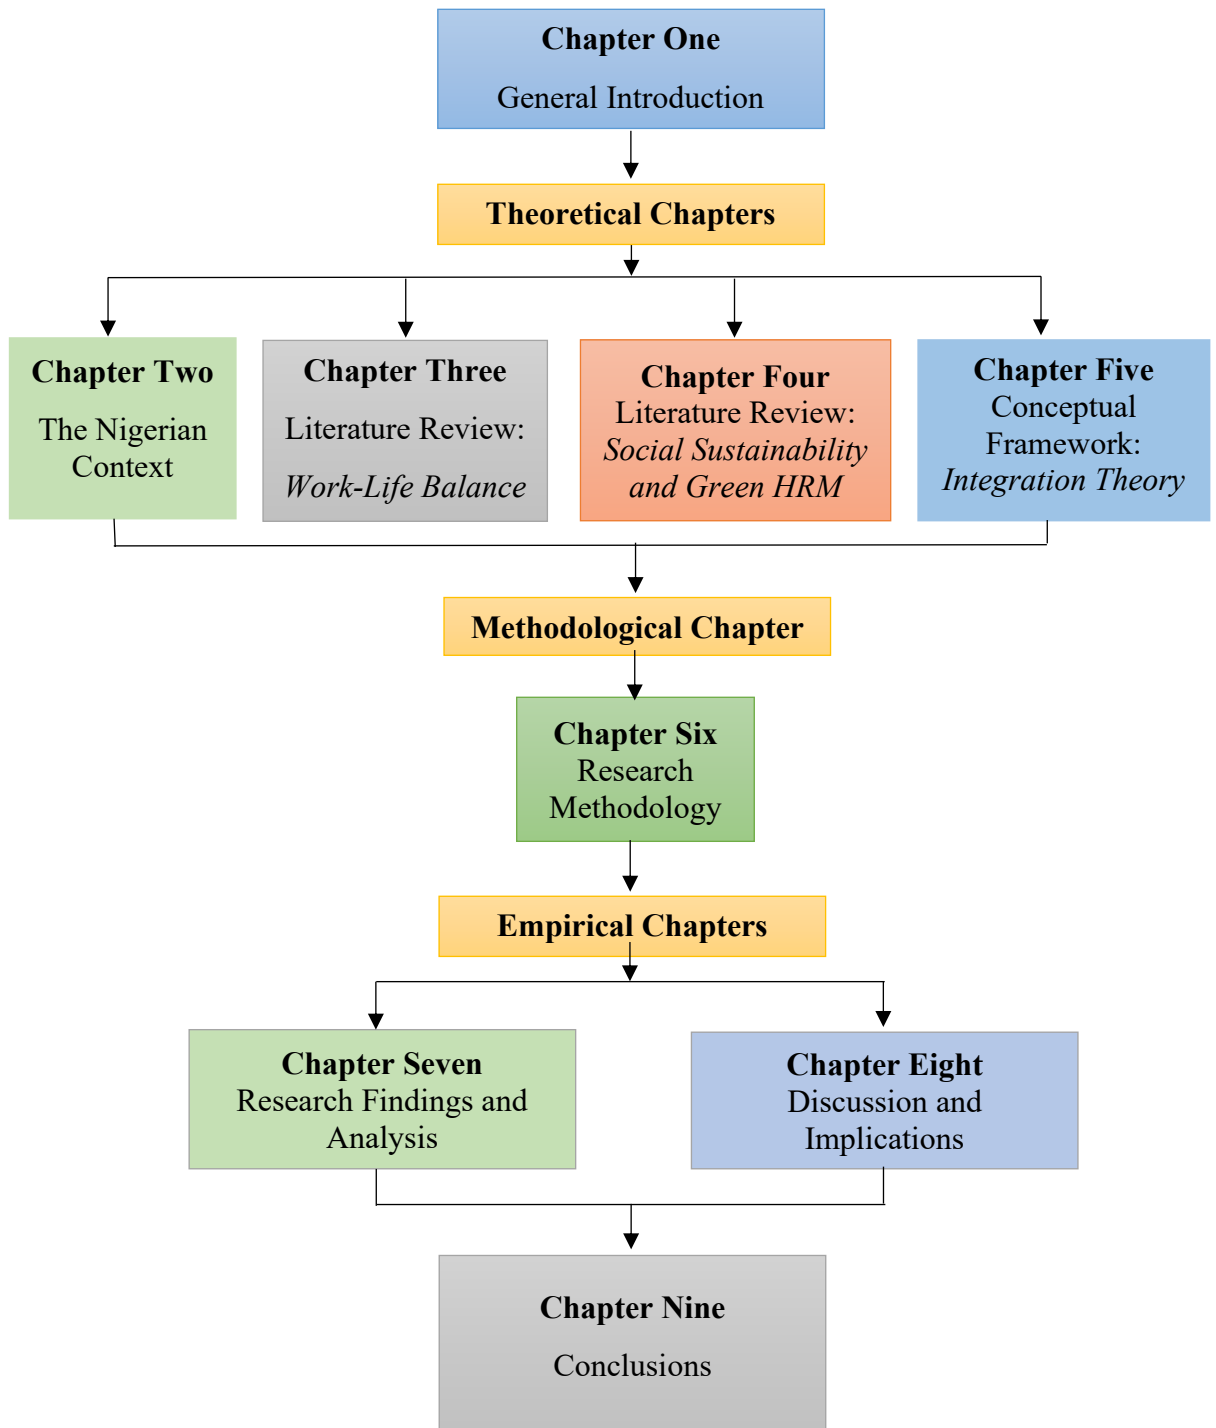 Chapter One
General Introduction
Theoretical Chapters
Chapter Two
The Nigerian
Context
Chapter Three
Literature Review:
Work-Life Balance
Chapter Four
Literature Review:
Social Sustainability
and Green HRM
Chapter Five
Conceptual
Framework:
Integration Theory
Methodological Chapter
Chapter Six
Research
Methodology
Empirical Chapters
Chapter Seven
Research Findings and
Analysis
Chapter Eight
Discussion and
Implications
Chapter Nine
Conclusions